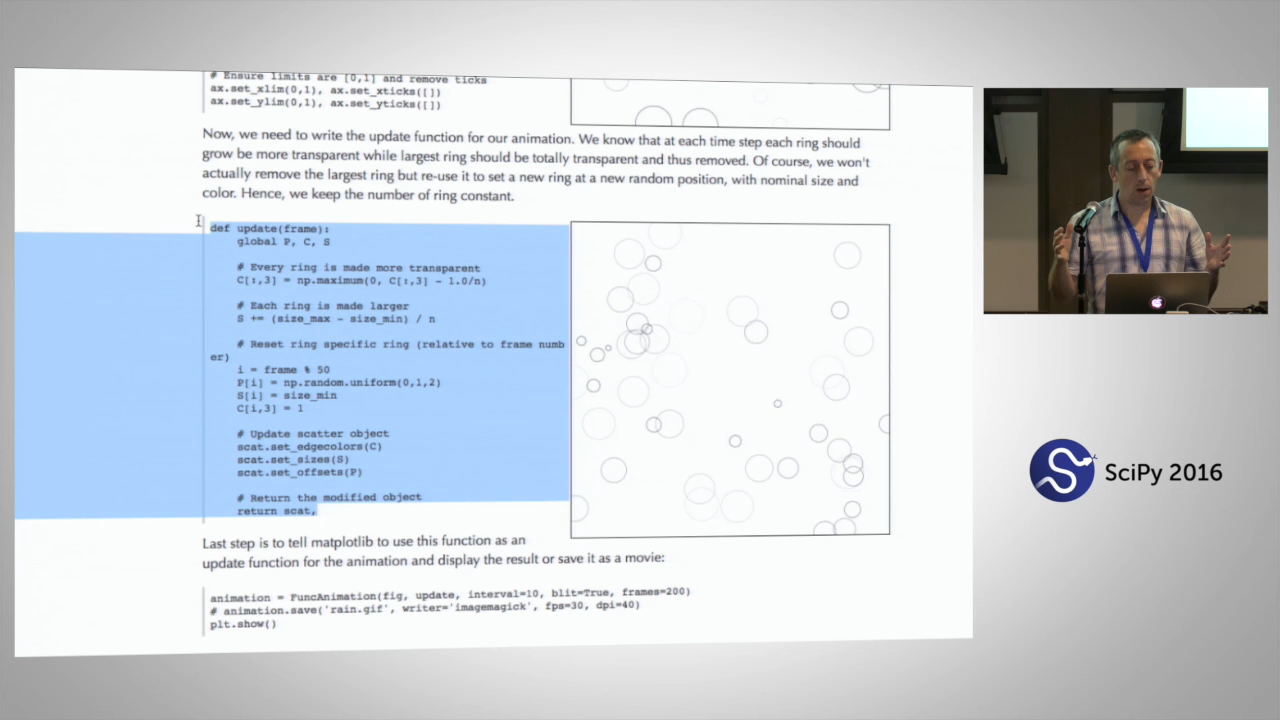 # Ensure limits are [0,1] and remove ticks
ax.set_xlim(0,1), ax.set_xticks([])
ax.set_ylim(0,1), ax.set_yticks([])
Now, we need to write the update function for our animation. We know that at each time step each ring should
grow be more transparent while largest ring should be totally transparent and thus removed. Of course, we won't
actually remove the largest ring but re-use it to set a new ring at a new random position, with nominal size and
color. Hence, we keep the number of ring constant.
def update(frame):
global P, C, S
# Every ring is made more transparent
C[:,3] = np.maximum(0, C[:,3] - 1.0/n)
# Each ring is made larger
S += (size_max - size_min) / n
# Reset ring specific ring (relative to frame numb
er)
i = frame % 50
P[i] = np.random.uniform(0,1,2)
S[i] = size_min
C[i,3] = 1
# Update scatter object
scat.set_edgecolors(C)
scat.set_sizes(S)
scat.set_offsets(P)
# Return the modified object
return scat,
Last step is to tell matplotlib to use this function as an
update function for the animation and display the result or save it as a movie:
animation = FuncAnimation(fig, update, interval=10, blit=True, frames=200)
# animation.save('rain.gif', writer='imagemagick', fps=30, dpi=40)
plt.show()
SciPy 2016